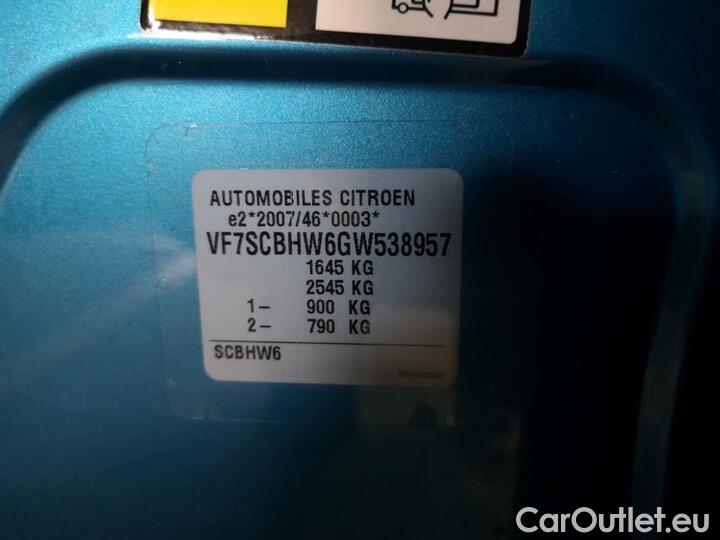 AUTOMOBILES CITROEN
e2*2007/46*0003*
VF7SCBHW6GW538957
1645 KG
2545 KG
1- 900 KG
2- 790 KG
SCBHW6
CarOutlet.eu